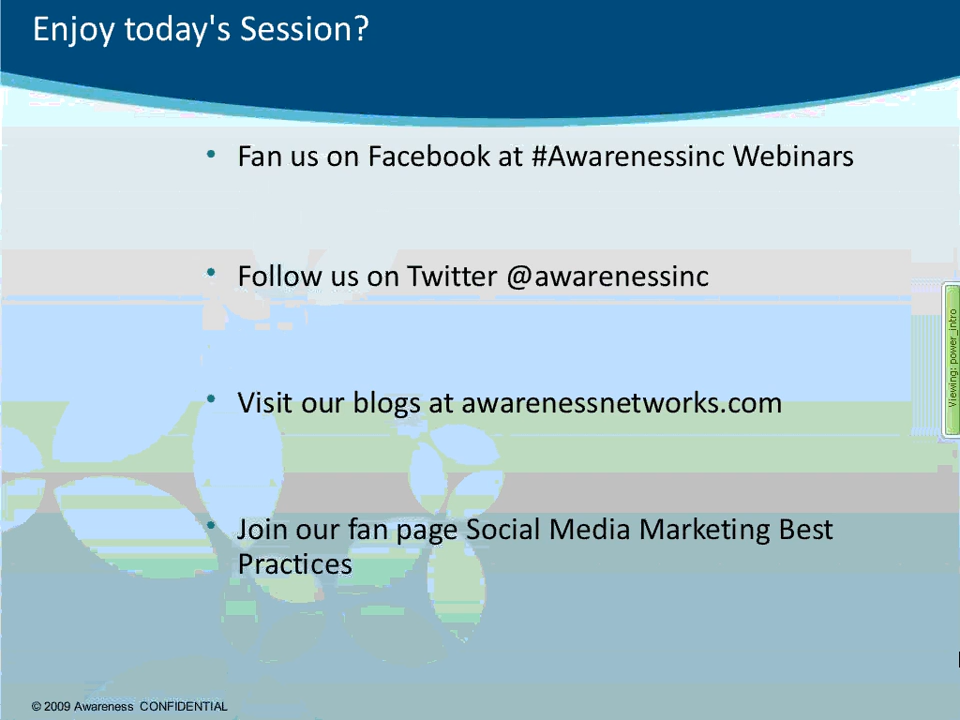 Enjoy today's Session?
• Fan us on Facebook at #Awarenessinc Webinars
• Follow us on Twitter @awarenessinc
• Visit our blogs at awarenessnetworks.com
• Join our fan page Social Media Marketing Best
Practices
Viewing: power_intro
© 2009 Awareness CONFIDENTIAL